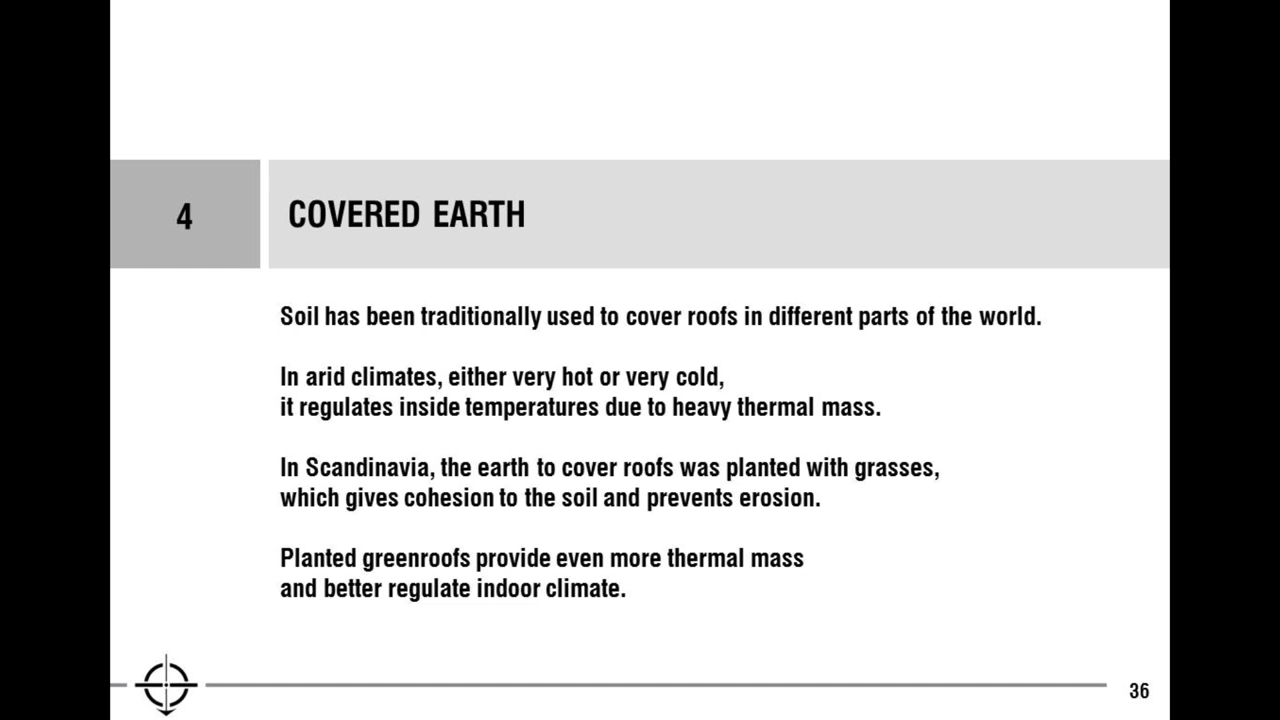 4
COVERED EARTH
Soil has been traditionally used to cover roofs in different parts of the world.
In arid climates, either very hot or very cold,
it regulates inside temperatures due to heavy thermal mass.
In Scandinavia, the earth to cover roofs was planted with grasses,
which gives cohesion to the soil and prevents erosion.
Planted greenroofs provide even more thermal mass
and better regulate indoor climate.
36